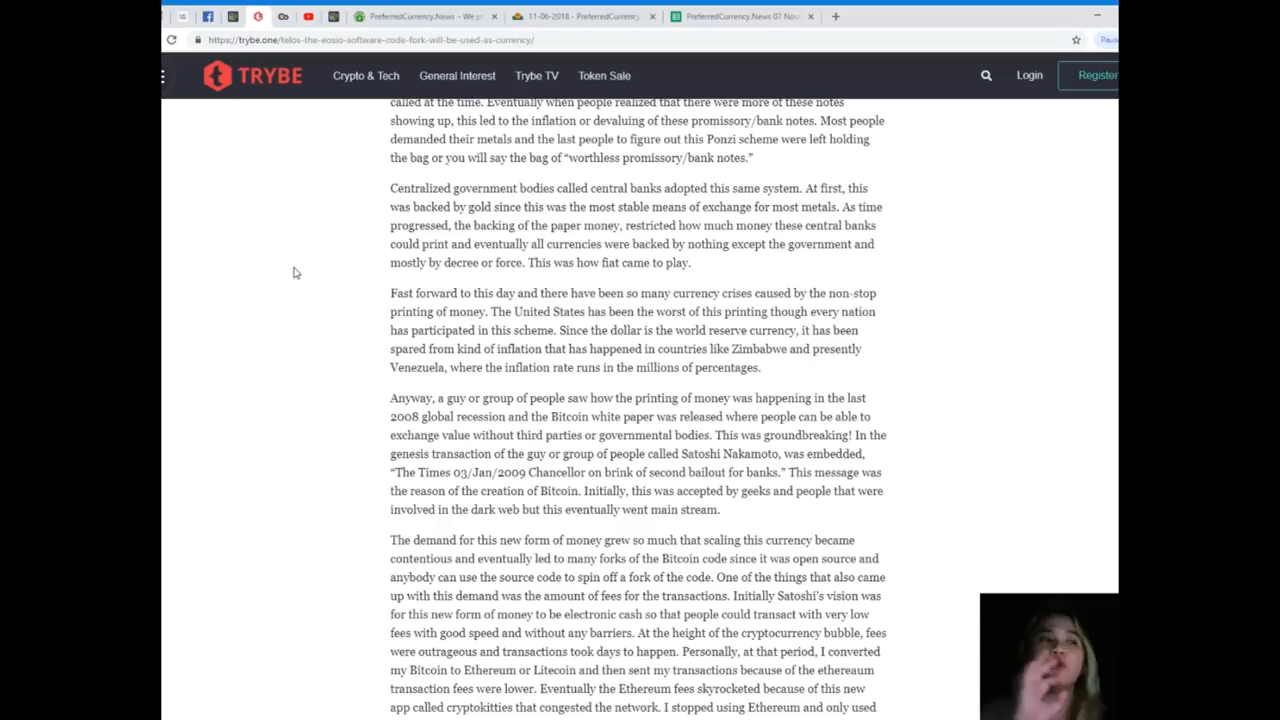 PreferredCurrency.News – We p
11-06-2018 - PreferredCurrency.
PreferredCurrency.News 07 Nov
https://trybe.one/telos-the-eosio-software-code-fork-will-be-used-as-currency/
Paus
TRYBE
Crypto & Tech
General Interest
Trybe TV
Token Sale
Login
Register
called at the time. Eventually when people realized that there were more of these notes
showing up, this led to the inflation or devaluing of these promissory/bank notes. Most people
demanded their metals and the last people to figure out this Ponzi scheme were left holding
the bag or you will say the bag of “worthless promissory/bank notes.”
Centralized government bodies called central banks adopted this same system. At first, this
was backed by gold since this was the most stable means of exchange for most metals. As time
progressed, the backing of the paper money, restricted how much money these central banks
could print and eventually all currencies were backed by nothing except the government and
mostly by decree or force. This was how fiat came to play.
Fast forward to this day and there have been so many currency crises caused by the non-stop
printing of money. The United States has been the worst of this printing though every nation
has participated in this scheme. Since the dollar is the world reserve currency, it has been
spared from kind of inflation that has happened in countries like Zimbabwe and presently
Venezuela, where the inflation rate runs in the millions of percentages.
Anyway, a guy or group of people saw how the printing of money was happening in the last
2008 global recession and the Bitcoin white paper was released where people can be able to
exchange value without third parties or governmental bodies. This was groundbreaking! In the
genesis transaction of the guy or group of people called Satoshi Nakamoto, was embedded,
“The Times 03/Jan/2009 Chancellor on brink of second bailout for banks.” This message was
the reason of the creation of Bitcoin. Initially, this was accepted by geeks and people that were
involved in the dark web but this eventually went main stream.
The demand for this new form of money grew so much that scaling this currency became
contentious and eventually led to many forks of the Bitcoin code since it was open source and
anybody can use the source code to spin off a fork of the code. One of the things that also came
up with this demand was the amount of fees for the transactions. Initially Satoshi’s vision was
for this new form of money to be electronic cash so that people could transact with very low
fees with good speed and without any barriers. At the height of the cryptocurrency bubble, fees
were outrageous and transactions took days to happen. Personally, at that period, I converted
my Bitcoin to Ethereum or Litecoin and then sent my transactions because of the ethereaum
transaction fees were lower. Eventually the Ethereum fees skyrocketed because of this new
app called cryptokitties that congested the network. I stopped using Ethereum and only used